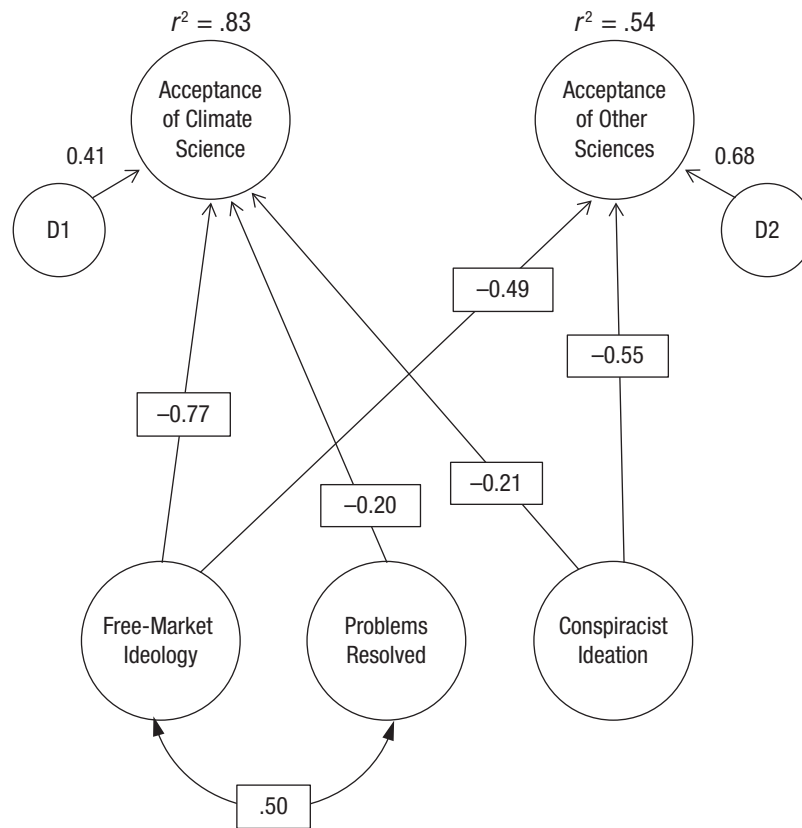 r² = .83
r² = .54
Acceptance
of Climate
Science
Acceptance
of Other
Sciences
0.41
0.68
D1
D2
–0.49
–0.55
–0.77
–0.21
–0.20
Free-Market
Ideology
Problems
Resolved
Conspiracist
Ideation
.50